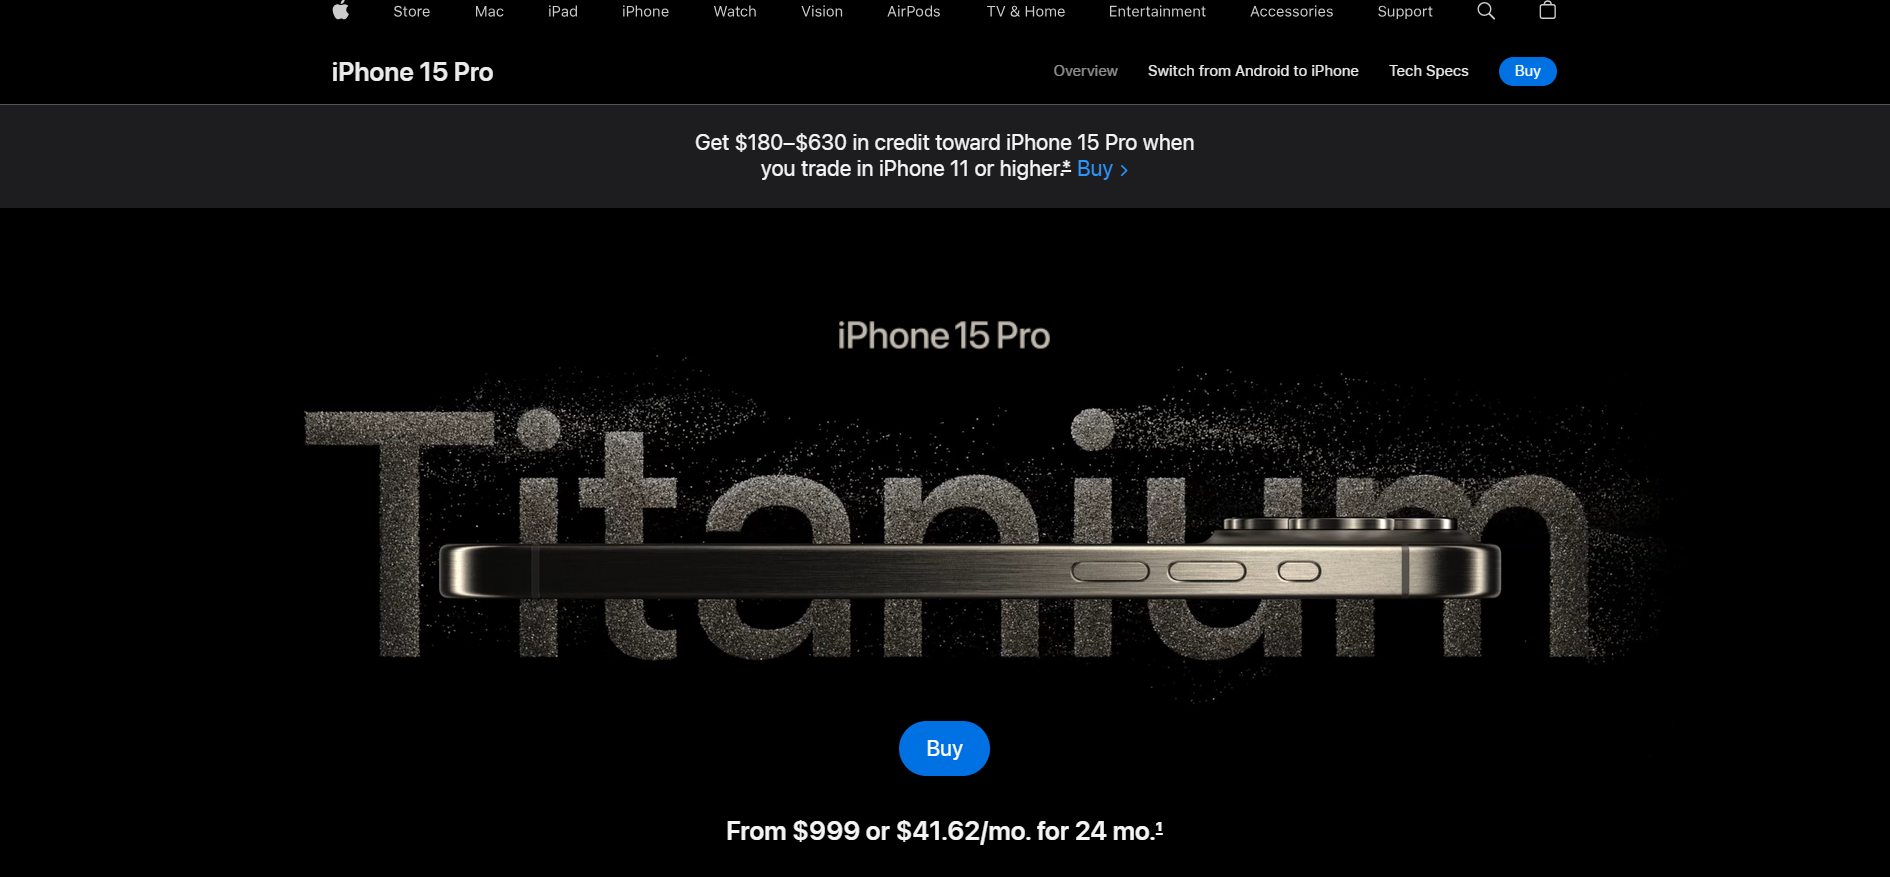 Store Mac iPad iPhone Watch Vision AirPods TV & Home Entertainment Accessories Support
iPhone 15 Pro
Overview Switch from Android to iPhone Tech Specs Buy
Get $180–$630 in credit toward iPhone 15 Pro when
you trade in iPhone 11 or higher.* Buy >
iPhone 15 Pro
Titanium
Buy
From $999 or $41.62/mo. for 24 mo.¹